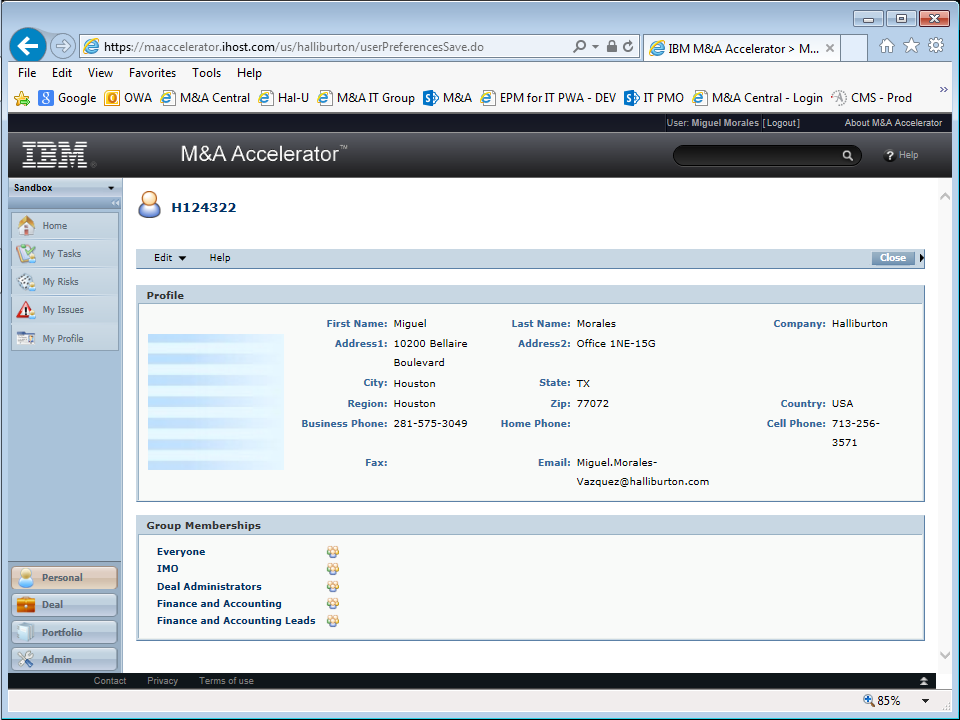 https://maaccelerator.ihost.com/us/halliburton/userPreferencesSave.do
IBM M&A Accelerator > M...
File Edit View Favorites Tools Help
Google OWA M&A Central Hal-U M&A IT Group M&A EPM for IT PWA - DEV IT PMO M&A Central - Login CMS - Prod
User: Miguel Morales [Logout] About M&A Accelerator
IBM M&A Accelerator™ Help
Sandbox
Home
My Tasks
My Risks
My Issues
My Profile
H124322
Edit Help Close
Profile
First Name: Miguel Last Name: Morales Company: Halliburton
Address1: 10200 Bellaire Address2: Office 1NE-15G
Boulevard
City: Houston State: TX
Region: Houston Zip: 77072 Country: USA
Business Phone: 281-575-3049 Home Phone: Cell Phone: 713-256-
3571
Fax: Email: Miguel.Morales-
Vazquez@halliburton.com
Group Memberships
Everyone
IMO
Deal Administrators
Finance and Accounting
Finance and Accounting Leads
Personal
Deal
Portfolio
Admin
Contact Privacy Terms of use
85%